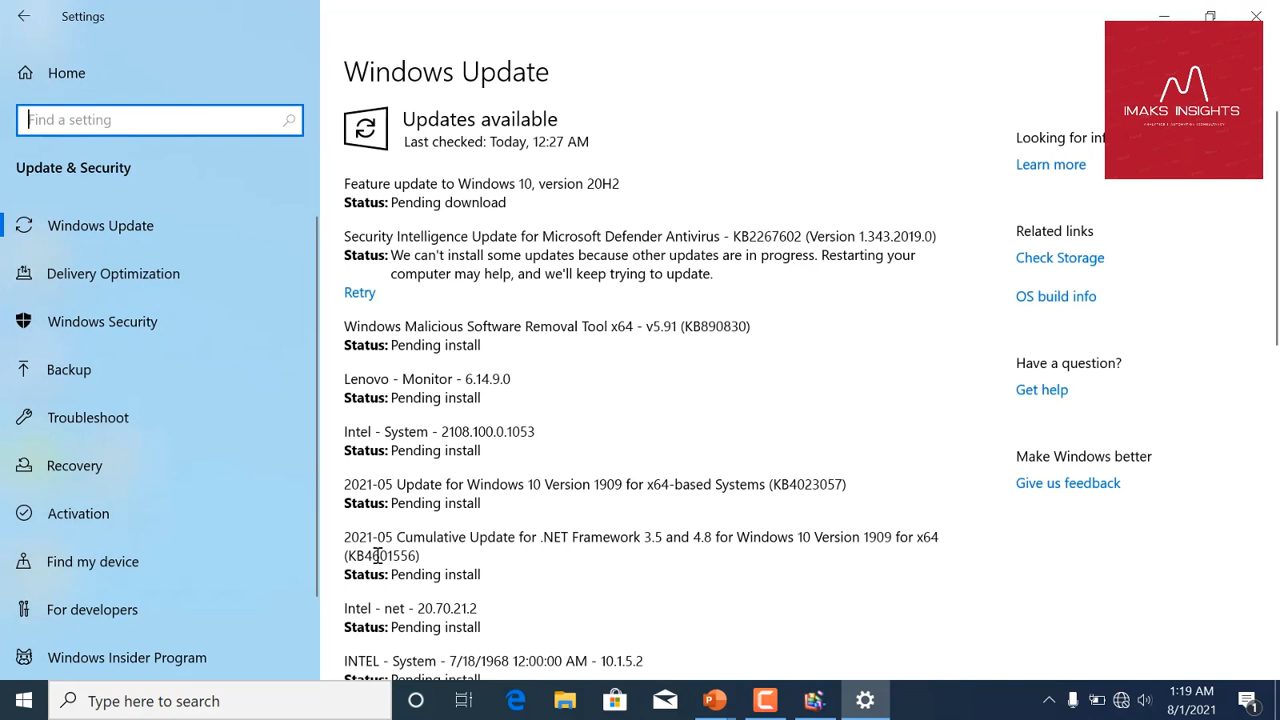 Settings
Home
Find a setting
Update & Security
Windows Update
Delivery Optimization
Windows Security
Backup
Troubleshoot
Recovery
Activation
Find my device
For developers
Windows Insider Program
Windows Update
Updates available
Last checked: Today, 12:27 AM
Feature update to Windows 10, version 20H2
Status: Pending download
Security Intelligence Update for Microsoft Defender Antivirus - KB2267602 (Version 1.343.2019.0)
Status: We can't install some updates because other updates are in progress. Restarting your
computer may help, and we'll keep trying to update.
Retry
Windows Malicious Software Removal Tool x64 - v5.91 (KB890830)
Status: Pending install
Lenovo - Monitor - 6.14.9.0
Status: Pending install
Intel - System - 2108.100.0.1053
Status: Pending install
2021-05 Update for Windows 10 Version 1909 for x64-based Systems (KB4023057)
Status: Pending install
2021-05 Cumulative Update for .NET Framework 3.5 and 4.8 for Windows 10 Version 1909 for x64
(KB4601556)
Status: Pending install
Intel - net - 20.70.21.2
Status: Pending install
INTEL - System - 7/18/1968 12:00:00 AM - 10.1.5.2
Status: Pending install
Looking for inf
Learn more
Related links
Check Storage
OS build info
Have a question?
Get help
Make Windows better
Give us feedback
IMAKS INSIGHTS
Type here to search
1:19 AM
8/1/2021
1